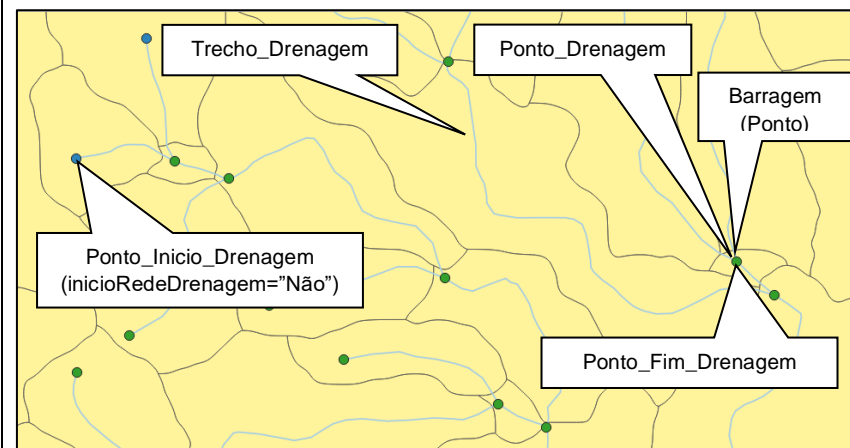 Trecho_Drenagem
Ponto_Drenagem
Barragem
(Ponto)
Ponto_Inicio_Drenagem
(inicioRedeDrenagem=”Não”)
Ponto_Fim_Drenagem